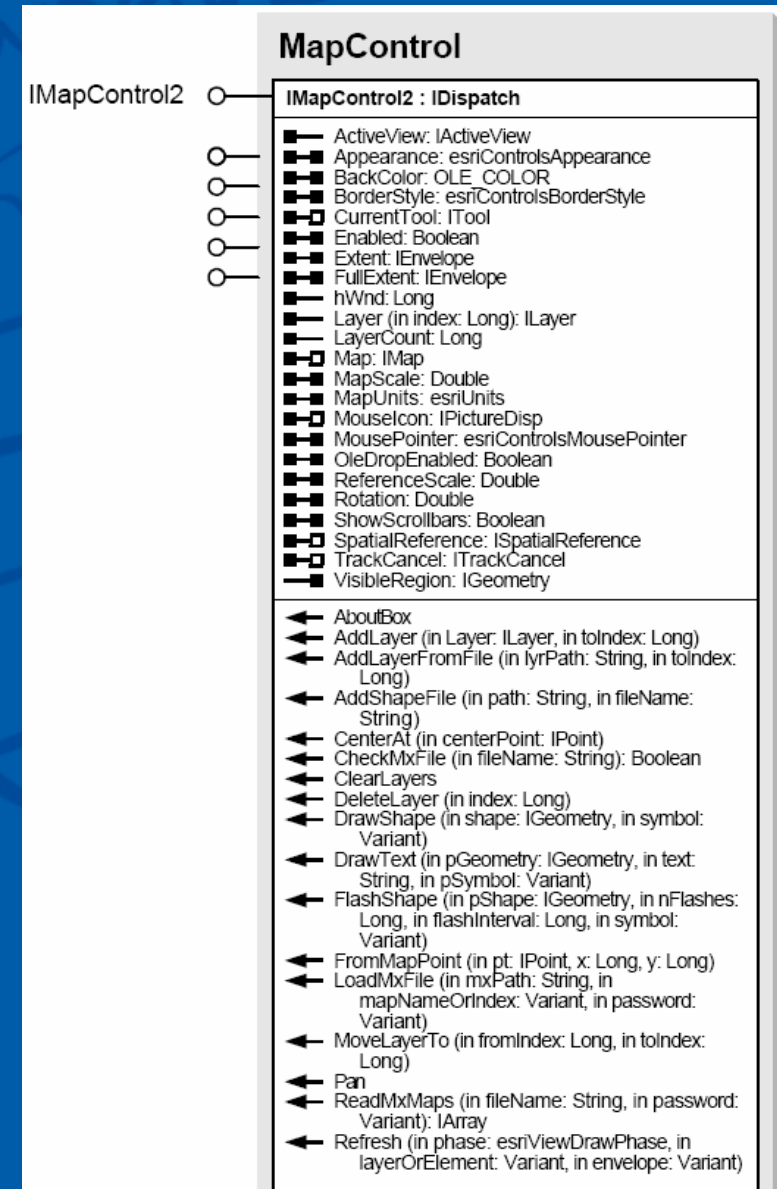 MapControl
IMapControl2
IMapControl2 : IDispatch
ActiveView: IActiveView
Appearance: esriControlsAppearance
BackColor: OLE_COLOR
BorderStyle: esriControlsBorderStyle
CurrentTool: ITool
Enabled: Boolean
Extent: IEnvelope
FullExtent: IEnvelope
hWnd: Long
Layer (in index: Long): ILayer
LayerCount: Long
Map: IMap
MapScale: Double
MapUnits: esriUnits
MouseIcon: IPictureDisp
MousePointer: esriControlsMousePointer
OleDropEnabled: Boolean
ReferenceScale: Double
Rotation: Double
ShowScrollbars: Boolean
SpatialReference: ISpatialReference
TrackCancel: ITrackCancel
VisibleRegion: IGeometry
AboutBox
AddLayer (in Layer: ILayer, in toIndex: Long)
AddLayerFromFile (in lyrPath: String, in toIndex:
Long)
AddShapeFile (in path: String, in fileName:
String)
CenterAt (in centerPoint: IPoint)
CheckMxFile (in fileName: String): Boolean
ClearLayers
DeleteLayer (in index: Long)
DrawShape (in shape: IGeometry, in symbol:
Variant)
DrawText (in pGeometry: IGeometry, in text:
String, in pSymbol: Variant)
FlashShape (in pShape: IGeometry, in nFlashes:
Long, in flashInterval: Long, in symbol:
Variant)
FromMapPoint (in pt: IPoint, x: Long, y: Long)
LoadMxFile (in mxPath: String, in
mapNameOrIndex: Variant, in password:
Variant)
MoveLayerTo (in fromIndex: Long, in toIndex:
Long)
Pan
ReadMxMaps (in fileName: String, in password:
Variant): IArray
Refresh (in phase: esriViewDrawPhase, in
layerOrElement: Variant, in envelope: Variant)